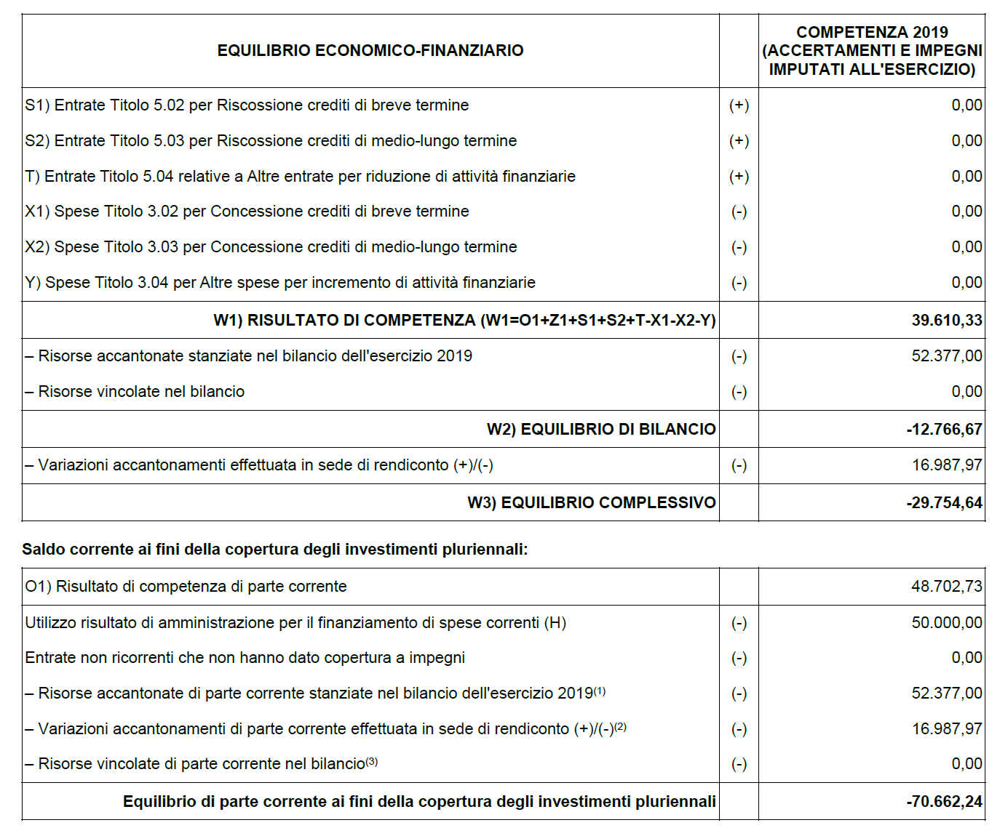 EQUILIBRIO ECONOMICO-FINANZIARIO
COMPETENZA 2019
(ACCERTAMENTI E IMPEGNI
IMPUTATI ALL'ESERCIZIO)
S1) Entrate Titolo 5.02 per Riscossione crediti di breve termine (+) 0,00
S2) Entrate Titolo 5.03 per Riscossione crediti di medio-lungo termine (+) 0,00
T) Entrate Titolo 5.04 relative a Altre entrate per riduzione di attività finanziarie (+) 0,00
X1) Spese Titolo 3.02 per Concessione crediti di breve termine (-) 0,00
X2) Spese Titolo 3.03 per Concessione crediti di medio-lungo termine (-) 0,00
Y) Spese Titolo 3.04 per Altre spese per incremento di attività finanziarie (-) 0,00
W1) RISULTATO DI COMPETENZA (W1=O1+Z1+S1+S2+T-X1-X2-Y) 39.610,33
– Risorse accantonate stanziate nel bilancio dell'esercizio 2019 (-) 52.377,00
– Risorse vincolate nel bilancio (-) 0,00
W2) EQUILIBRIO DI BILANCIO -12.766,67
– Variazioni accantonamenti effettuata in sede di rendiconto (+)/(-) (-) 16.987,97
W3) EQUILIBRIO COMPLESSIVO -29.754,64
Saldo corrente ai fini della copertura degli investimenti pluriennali:
O1) Risultato di competenza di parte corrente 48.702,73
Utilizzo risultato di amministrazione per il finanziamento di spese correnti (H) (-) 50.000,00
Entrate non ricorrenti che non hanno dato copertura a impegni (-) 0,00
– Risorse accantonate di parte corrente stanziate nel bilancio dell'esercizio 2019(1) (-) 52.377,00
– Variazioni accantonamenti di parte corrente effettuata in sede di rendiconto (+)/(-)(2) (-) 16.987,97
– Risorse vincolate di parte corrente nel bilancio(3) (-) 0,00
Equilibrio di parte corrente ai fini della copertura degli investimenti pluriennali -70.662,24